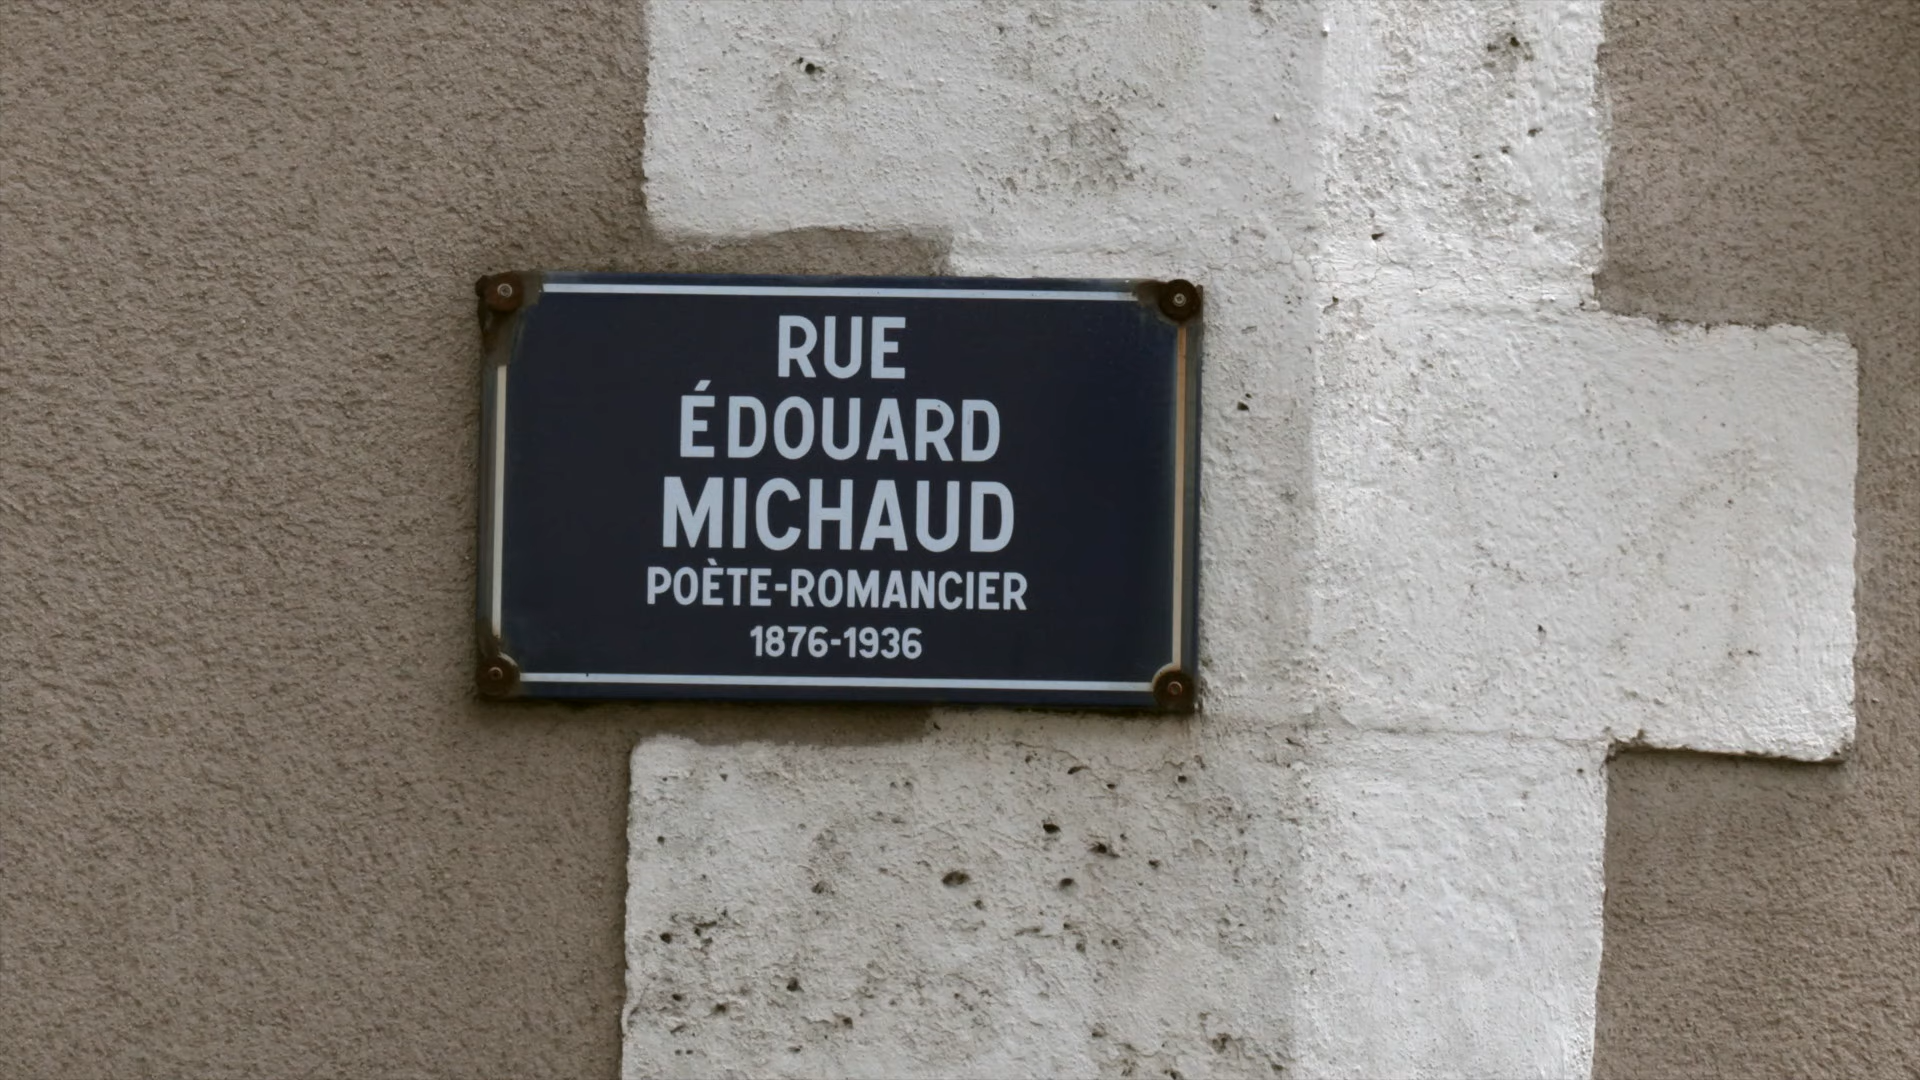 RUE
ÉDOUARD
MICHAUD
POÈTE-ROMANCIER
1876-1936